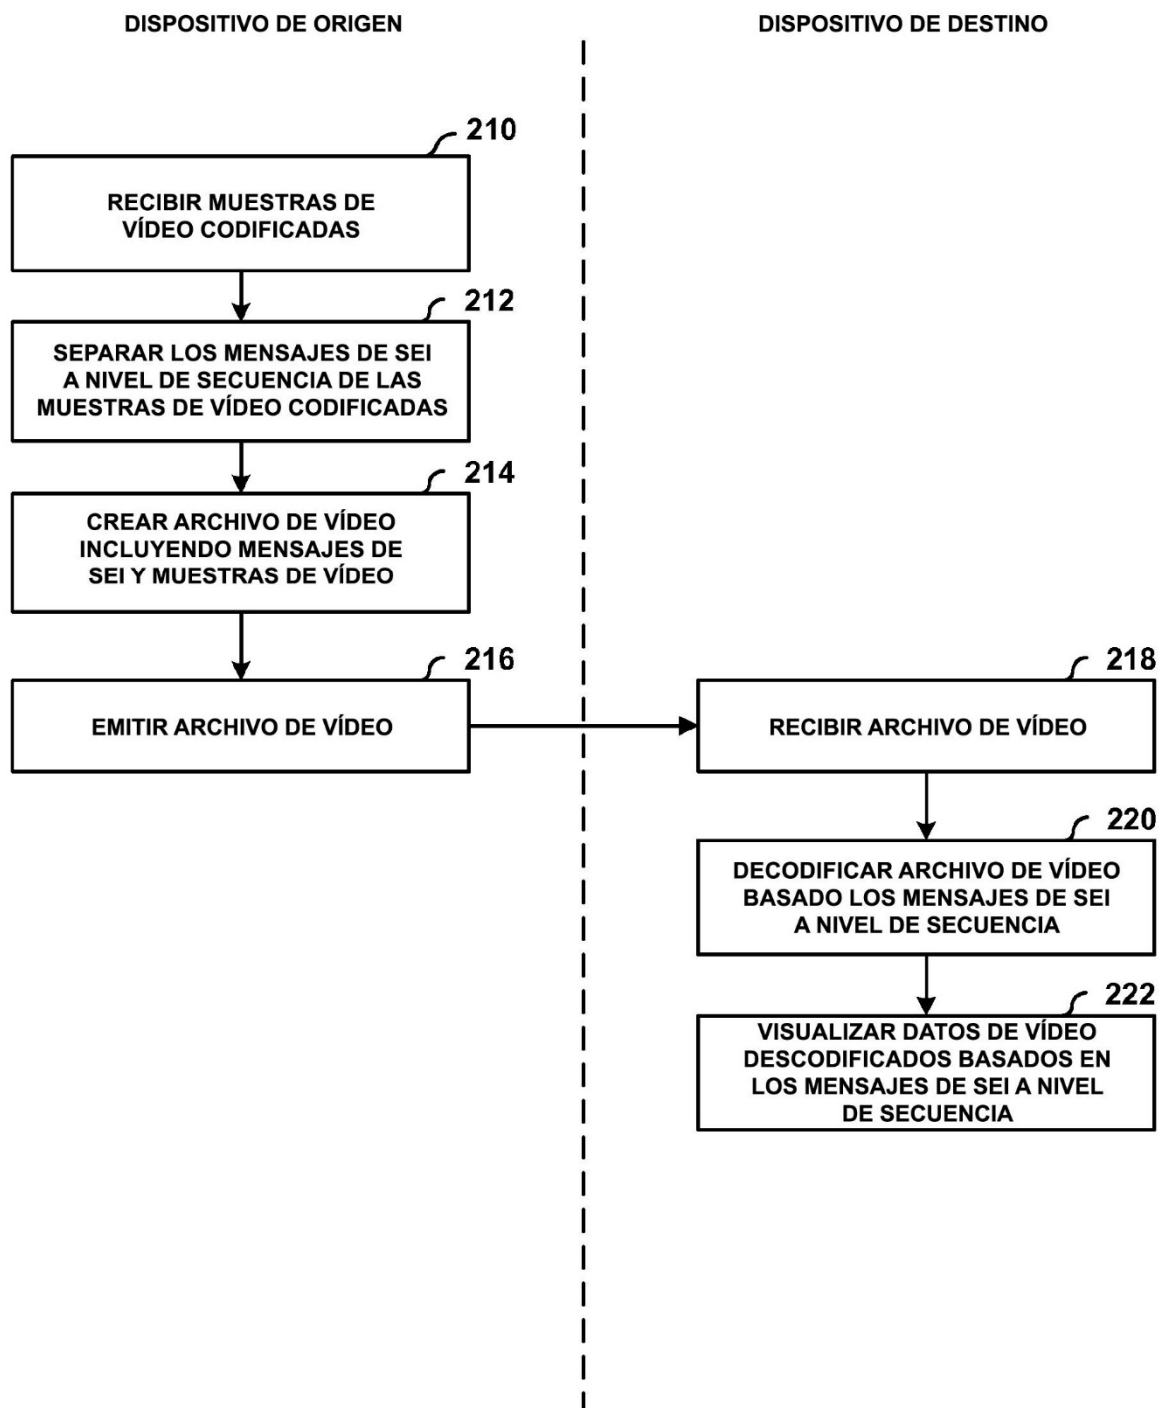 DISPOSITIVO DE ORIGEN
DISPOSITIVO DE DESTINO
210
RECIBIR MUESTRAS DE
VÍDEO CODIFICADAS
212
SEPARAR LOS MENSAJES DE SEI
A NIVEL DE SECUENCIA DE LAS
MUESTRAS DE VÍDEO CODIFICADAS
214
CREAR ARCHIVO DE VÍDEO
INCLUYENDO MENSAJES DE
SEI Y MUESTRAS DE VÍDEO
216
EMITIR ARCHIVO DE VÍDEO
218
RECIBIR ARCHIVO DE VÍDEO
220
DECODIFICAR ARCHIVO DE VÍDEO
BASADO LOS MENSAJES DE SEI
A NIVEL DE SECUENCIA
222
VISUALIZAR DATOS DE VÍDEO
DESCODIFICADOS BASADOS EN
LOS MENSAJES DE SEI A NIVEL
DE SECUENCIA